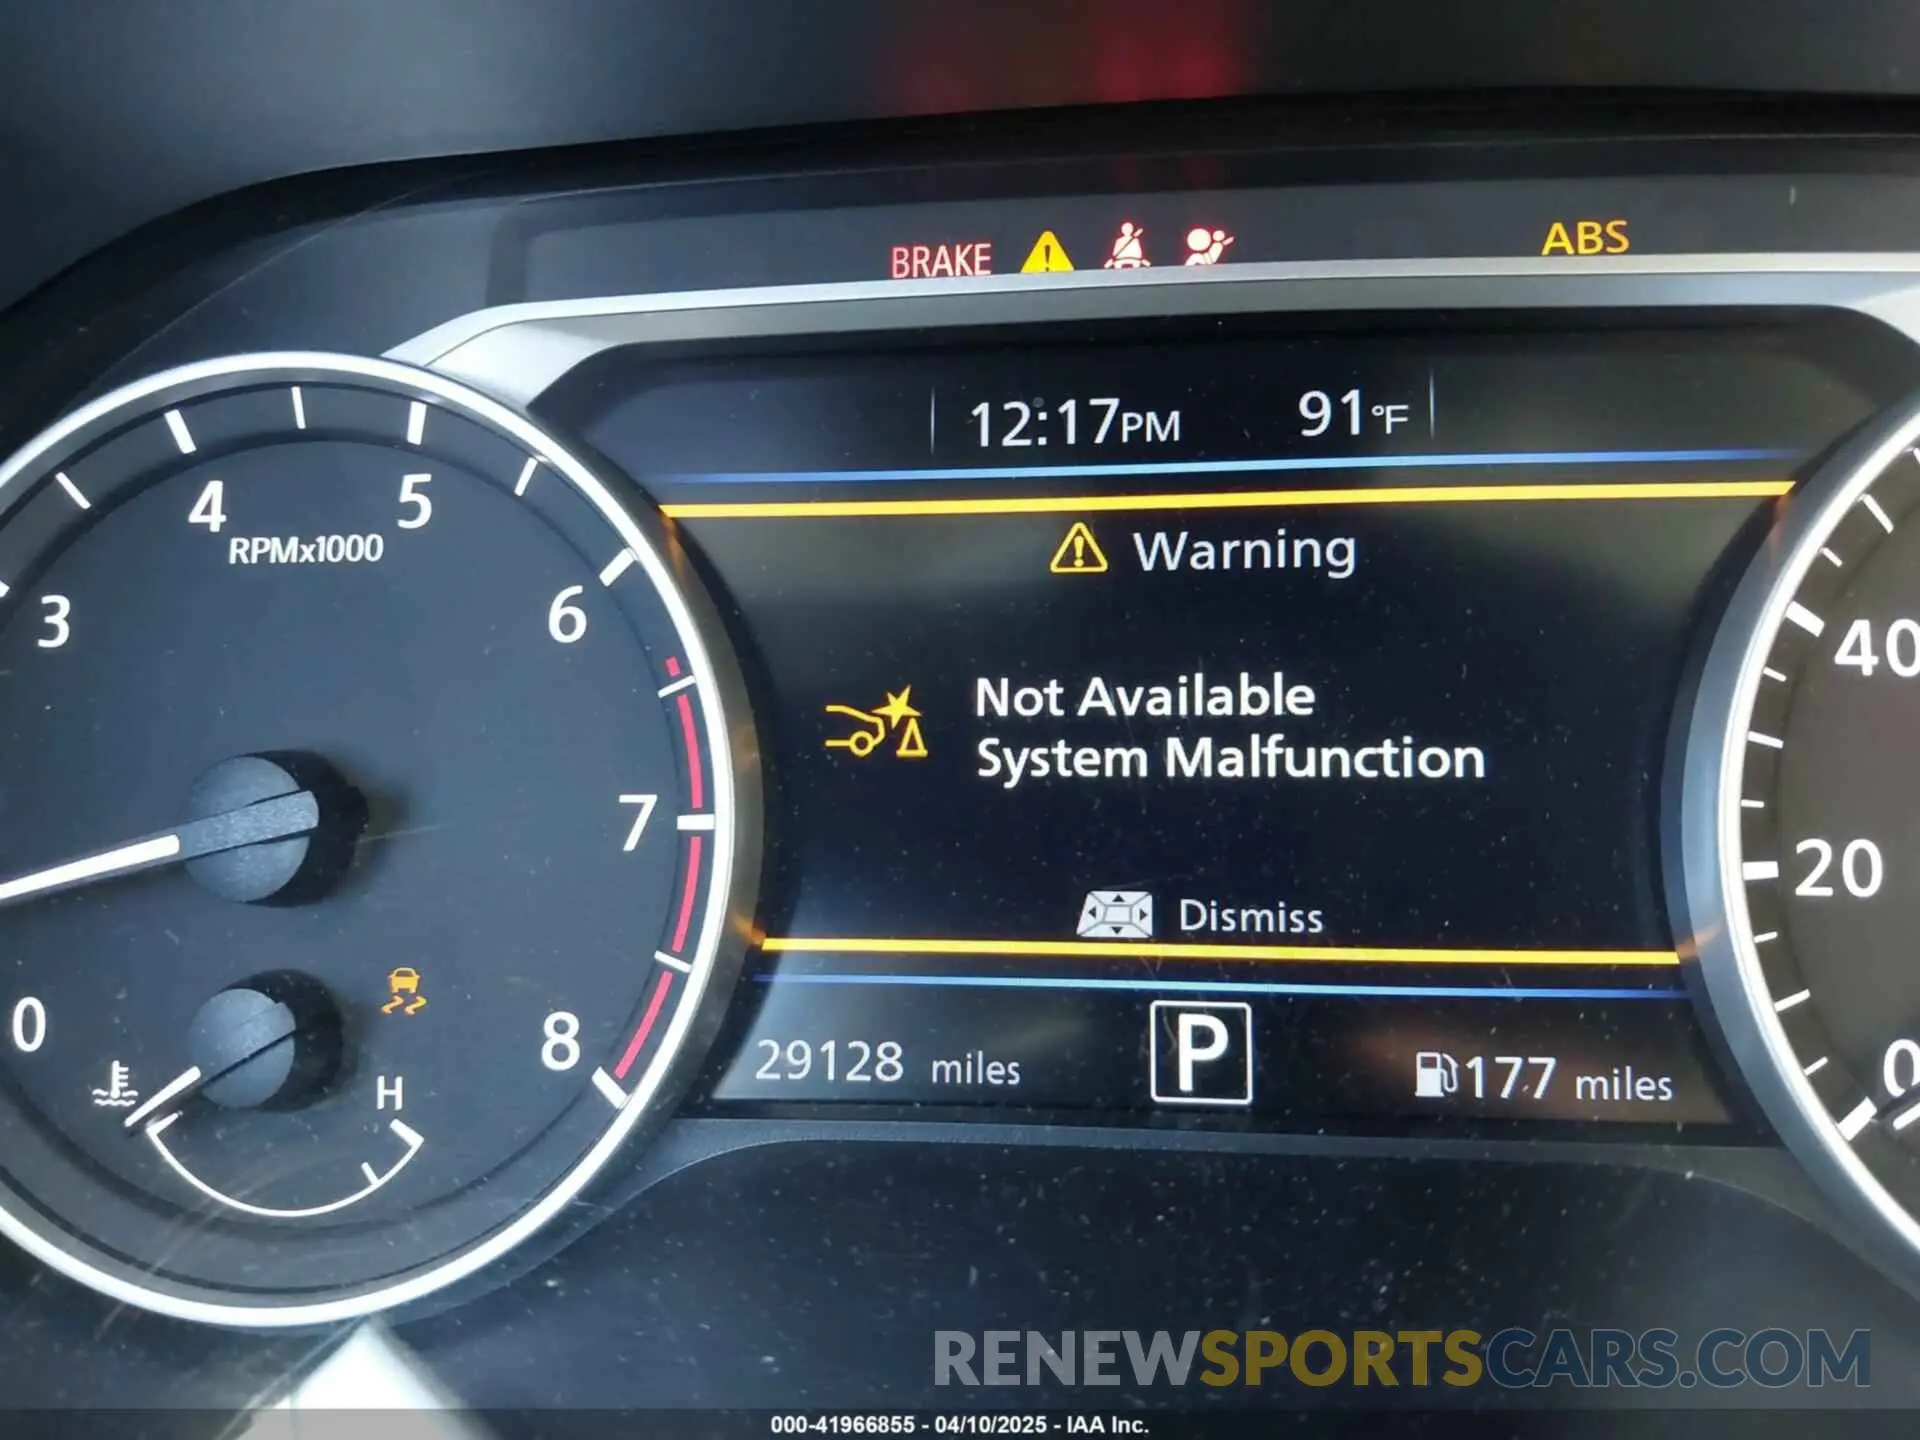 BRAKE
ABS
12:17PM
91°F
4
5
RPMx1000
Warning
3
6
40
Not Available
System Malfunction
7
20
Dismiss
0
8
H
29128 miles
P
177 miles
0
RENEWSPORTSCARS.COM
000-41966855 - 04/10/2025 - IAA Inc.